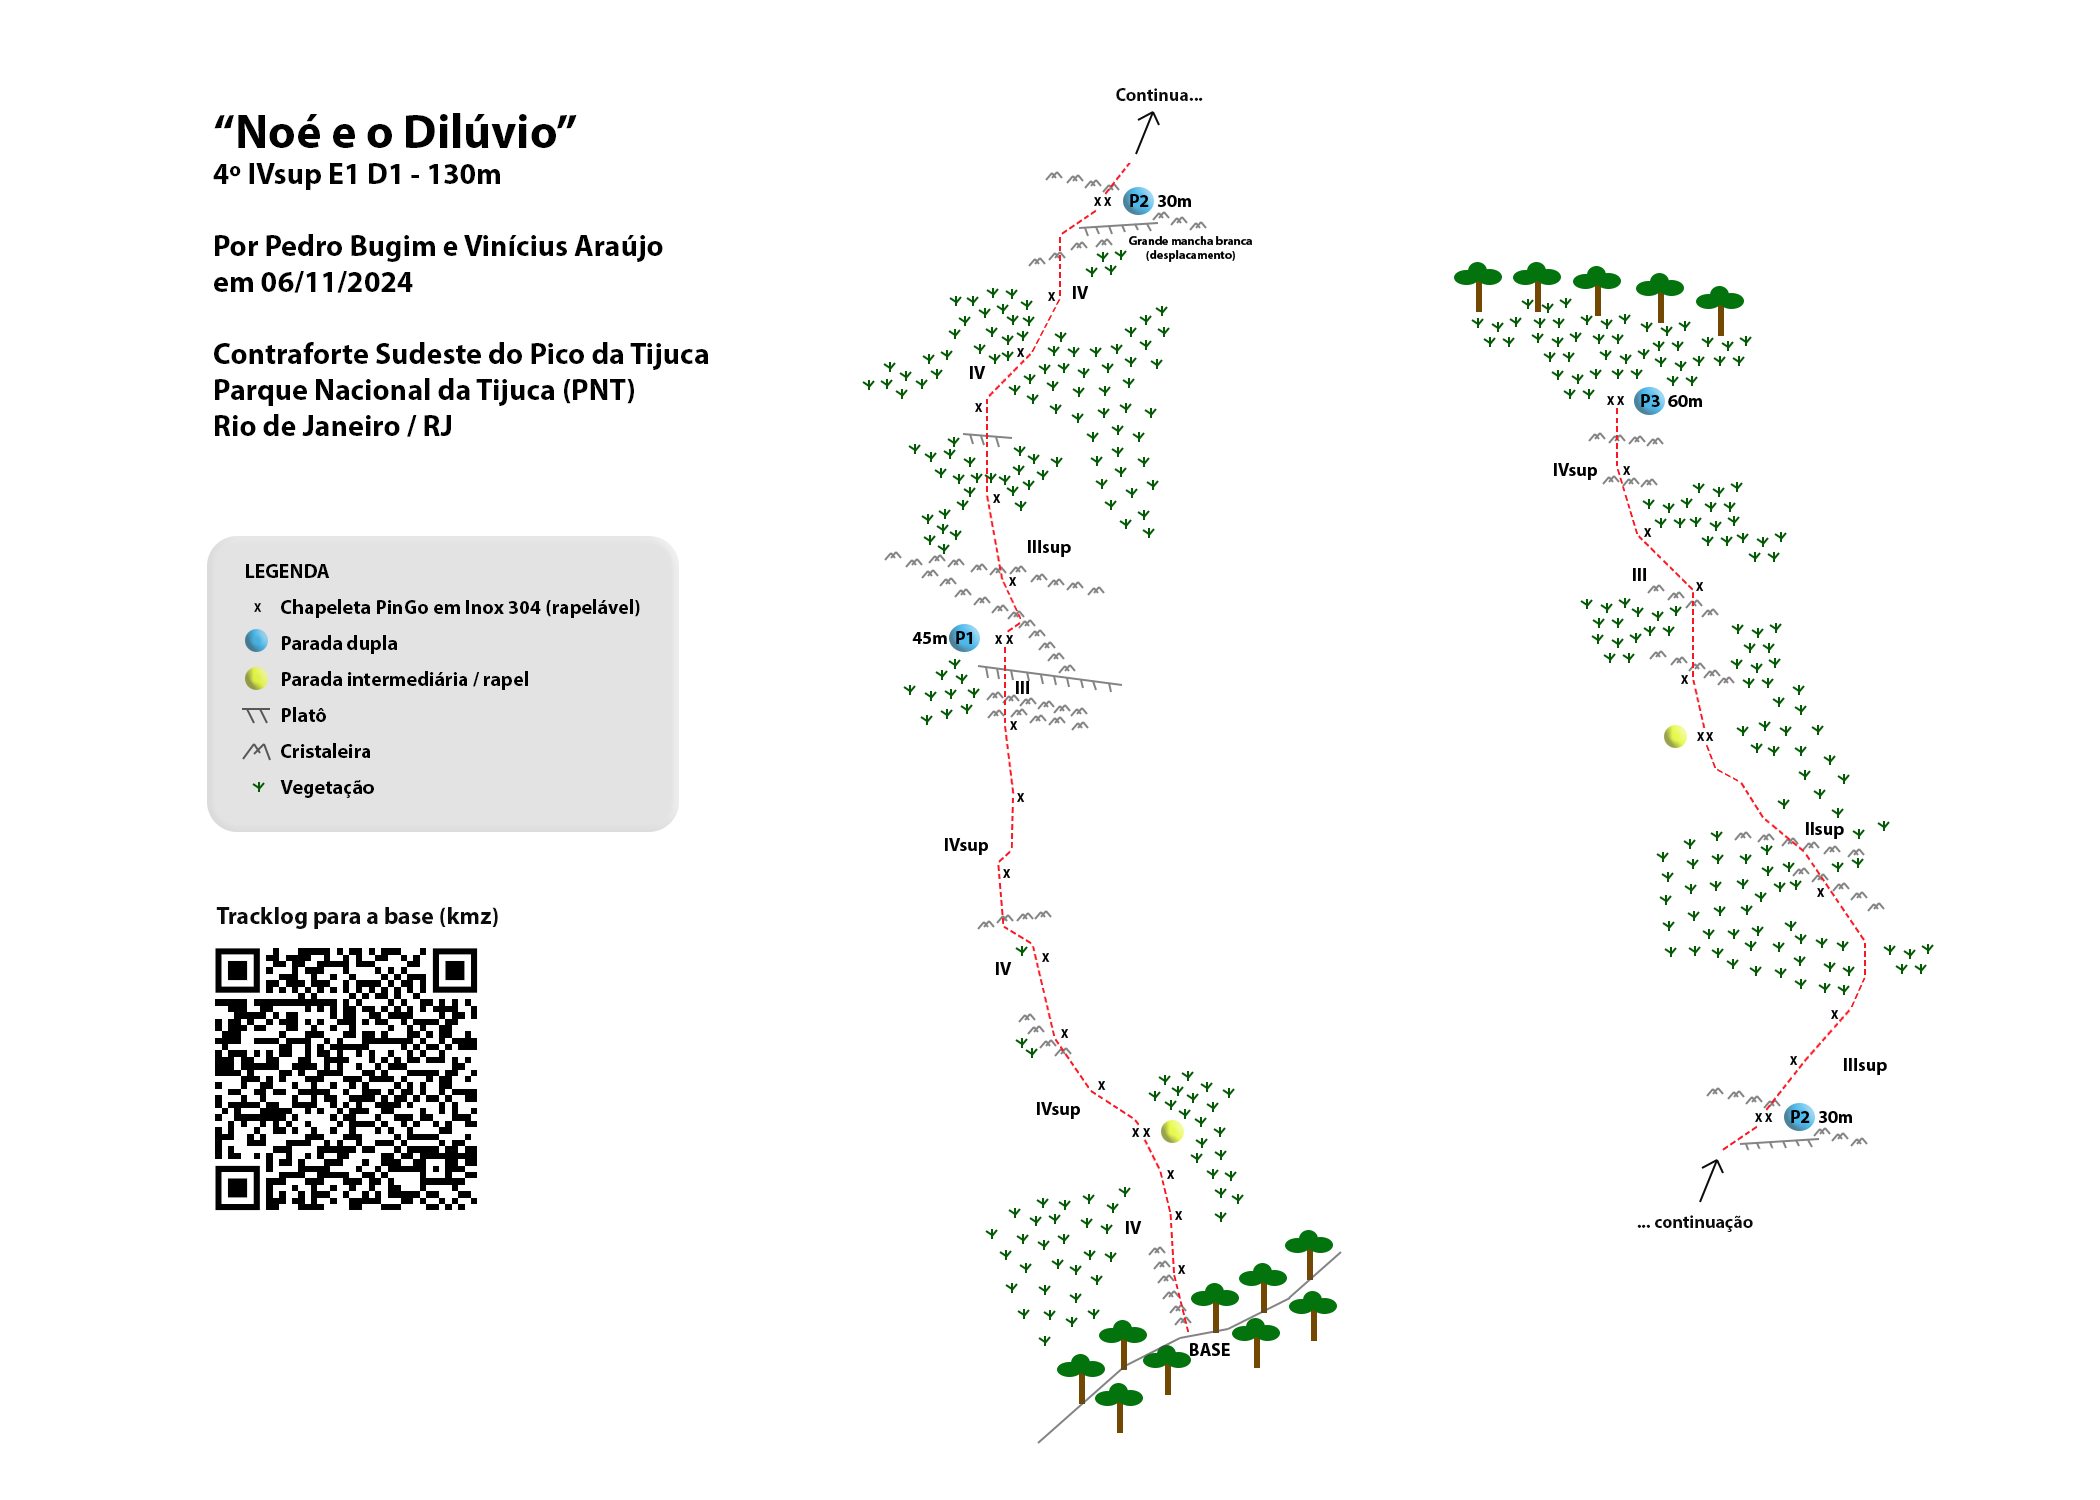 “Noé e o Dilúvio”
4º IVsup E1 D1 - 130m
Por Pedro Bugim e Vinícius Araújo
em 06/11/2024
Contraforte Sudeste do Pico da Tijuca
Parque Nacional da Tijuca (PNT)
Rio de Janeiro / RJ
LEGENDA
x Chapeleta PinGo em Inox 304 (rapelável)
Parada dupla
Parada intermediária / rapel
Platô
Cristaleira
Vegetação
Tracklog para a base (kmz)
Continua...
x x P2 30m
Grande mancha branca
(desplacamento)
x IV
x
IV
x
x
IIIsup
x
45m P1 x x
III
x
x
IVsup
x
x
IV
x
x
IVsup
x x
x
x
IV
x
BASE
x x P3 60m
IVsup x
x
III x
x
x x
IIsup
x
x
x
IIIsup
x x P2 30m
... continuação